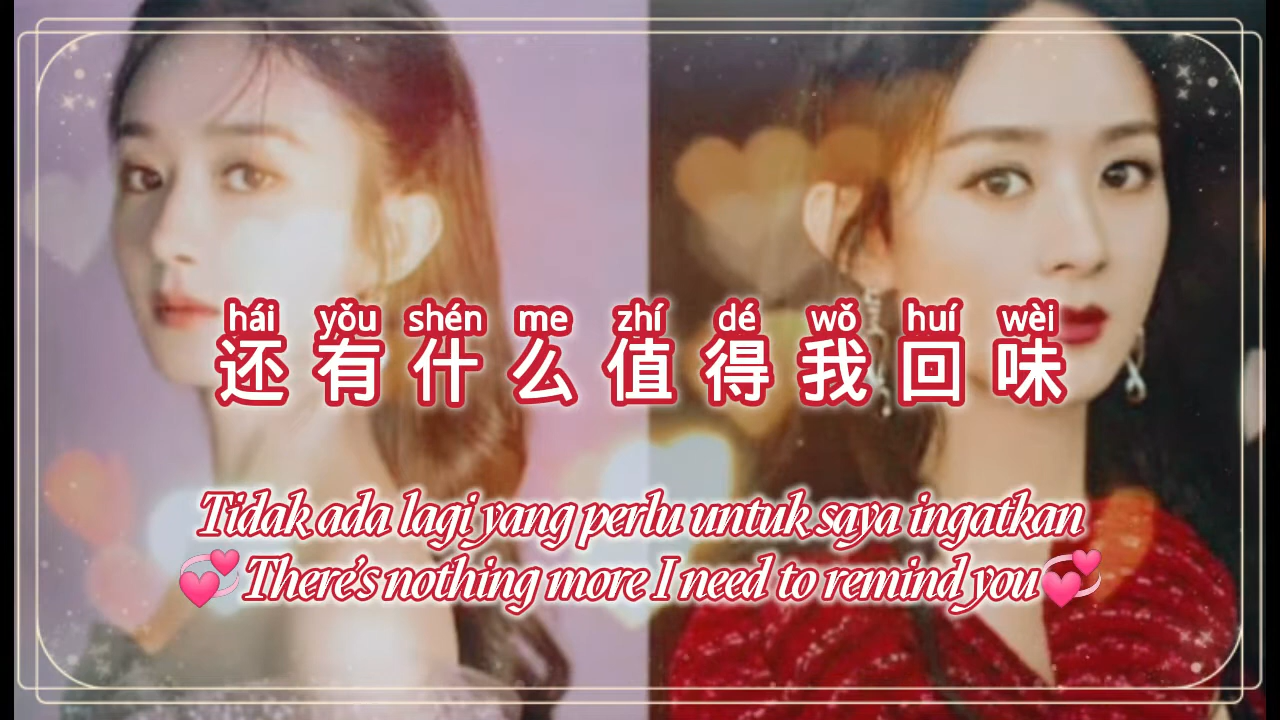 hái yǒu shén me zhí dé wǒ huí wèi
还有什么值得我回味
Tidak ada lagi yang perlu untuk saya ingatkan
💞There's nothing more I need to remind you💞